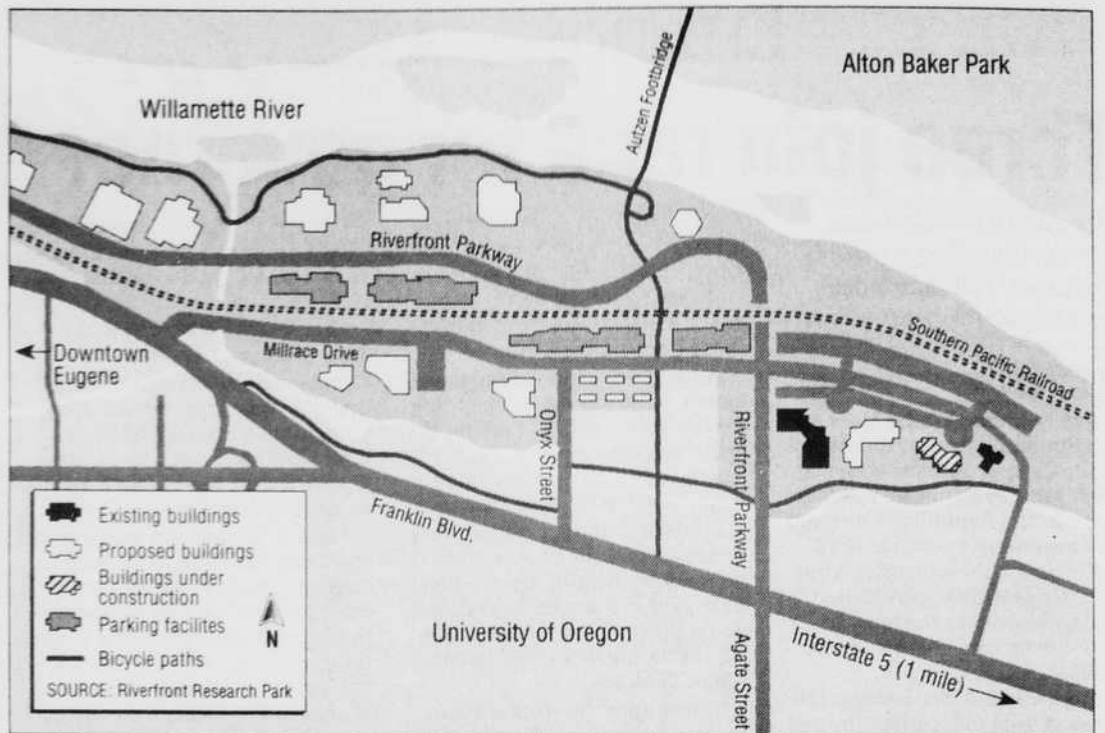 Alton Baker Park
Willamette River
Autzen Footbridge
Riverfront Parkway
Southern Pacific Railroad
Downtown
Eugene
Millrace Drive
Onyx Street
Riverfront Parkway
Franklin Blvd.
Existing buildings
Proposed buildings
Buildings under
construction
Parking facilites
Bicycle paths
N
SOURCE: Riverfront Research Park
University of Oregon
Agate Street
Interstate 5 (1 mile)